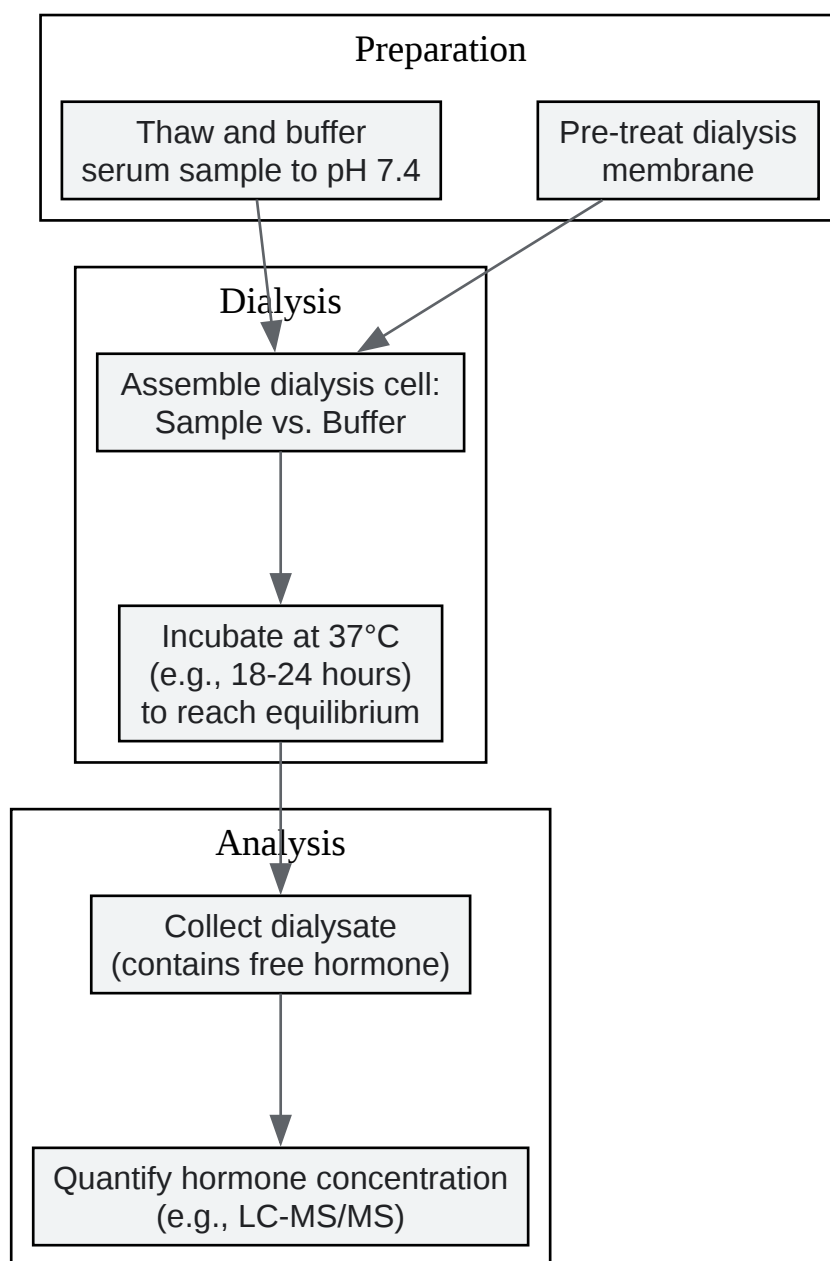 Preparation
Thaw and buffer
serum sample to pH 7.4
Pre-treat dialysis
membrane
Dialysis
Assemble dialysis cell:
Sample vs. Buffer
Incubate at 37°C
(e.g., 18-24 hours)
to reach equilibrium
Analysis
Collect dialysate
(contains free hormone)
Quantify hormone concentration
(e.g., LC-MS/MS)